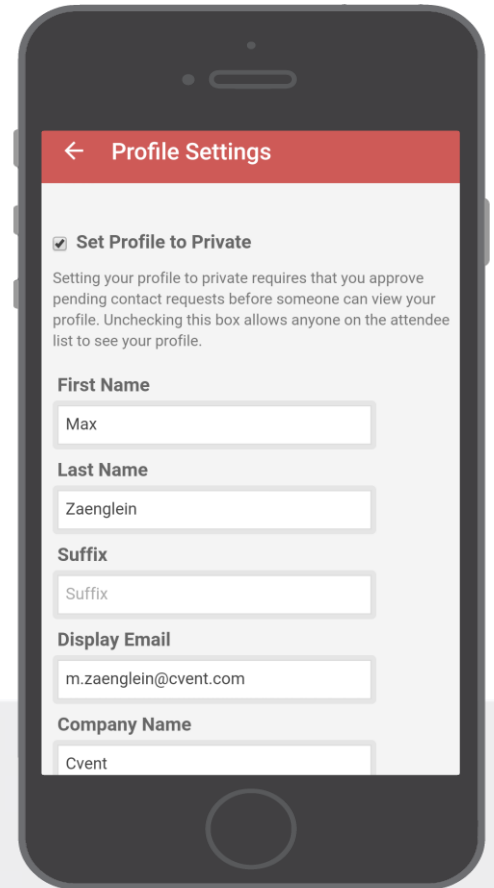 Profile Settings
Set Profile to Private
Setting your profile to private requires that you approve
pending contact requests before someone can view your
profile. Unchecking this box allows anyone on the attendee
list to see your profile.
First Name
Max
Last Name
Zaenglein
Suffix
Suffix
Display Email
m.zaenglein@cvent.com
Company Name
Cvent